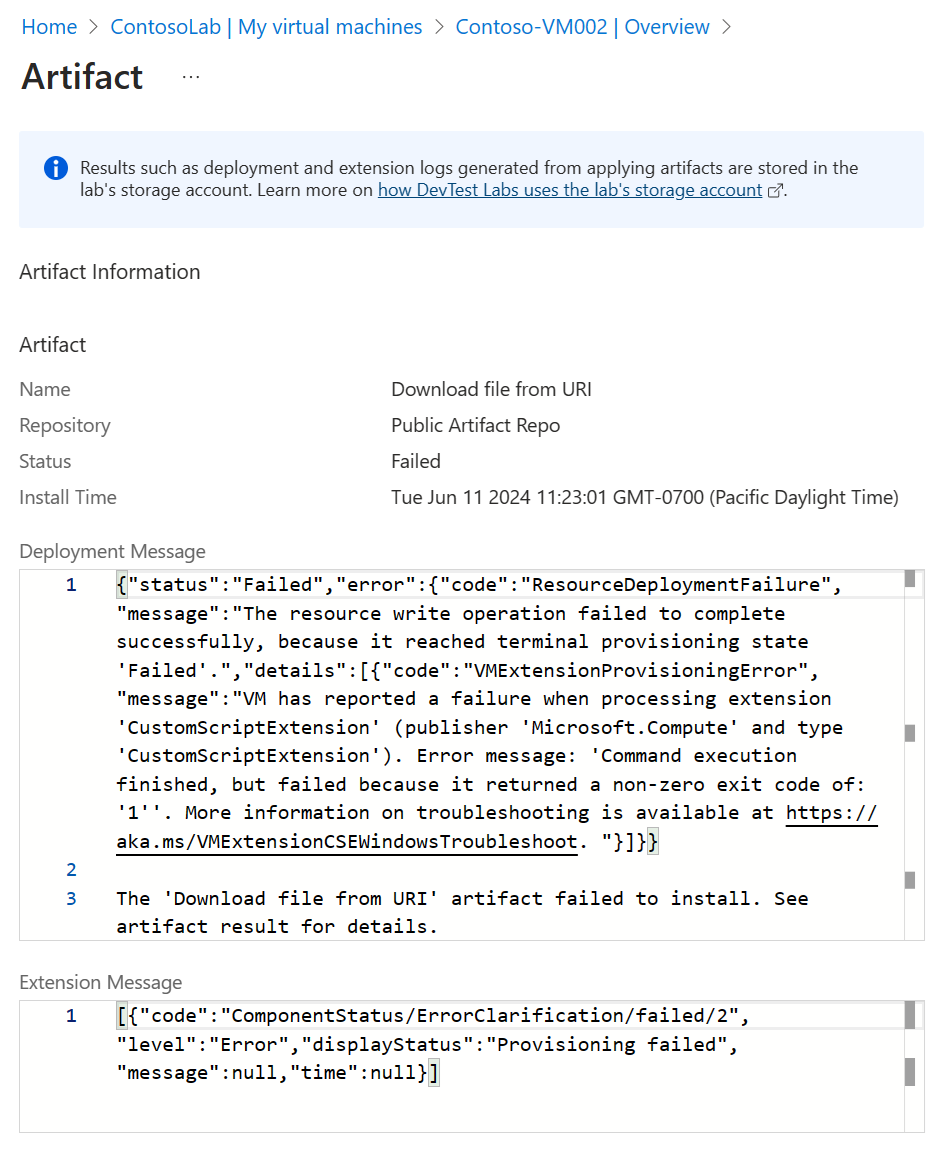 Home > ContosoLab | My virtual machines > Contoso-VM002 | Overview >
Artifact ...
Results such as deployment and extension logs generated from applying artifacts are stored in the
lab's storage account. Learn more on how DevTest Labs uses the lab's storage account.
Artifact Information
Artifact
Name Download file from URI
Repository Public Artifact Repo
Status Failed
Install Time Tue Jun 11 2024 11:23:01 GMT-0700 (Pacific Daylight Time)
Deployment Message
1 {"status":"Failed","error":{"code":"ResourceDeploymentFailure",
"message":"The resource write operation failed to complete
successfully, because it reached terminal provisioning state
'Failed'.","details":[{"code":"VMExtensionProvisioningError",
"message":"VM has reported a failure when processing extension
'CustomScriptExtension' (publisher 'Microsoft.Compute' and type
'CustomScriptExtension'). Error message: 'Command execution
finished, but failed because it returned a non-zero exit code of:
'1''. More information on troubleshooting is available at https://
aka.ms/VMExtensionCSEWindowsTroubleshoot. "}]}}
2
3 The 'Download file from URI' artifact failed to install. See
artifact result for details.
Extension Message
1 [{"code":"ComponentStatus/ErrorClarification/failed/2",
"level":"Error","displayStatus":"Provisioning failed",
"message":null,"time":null}]